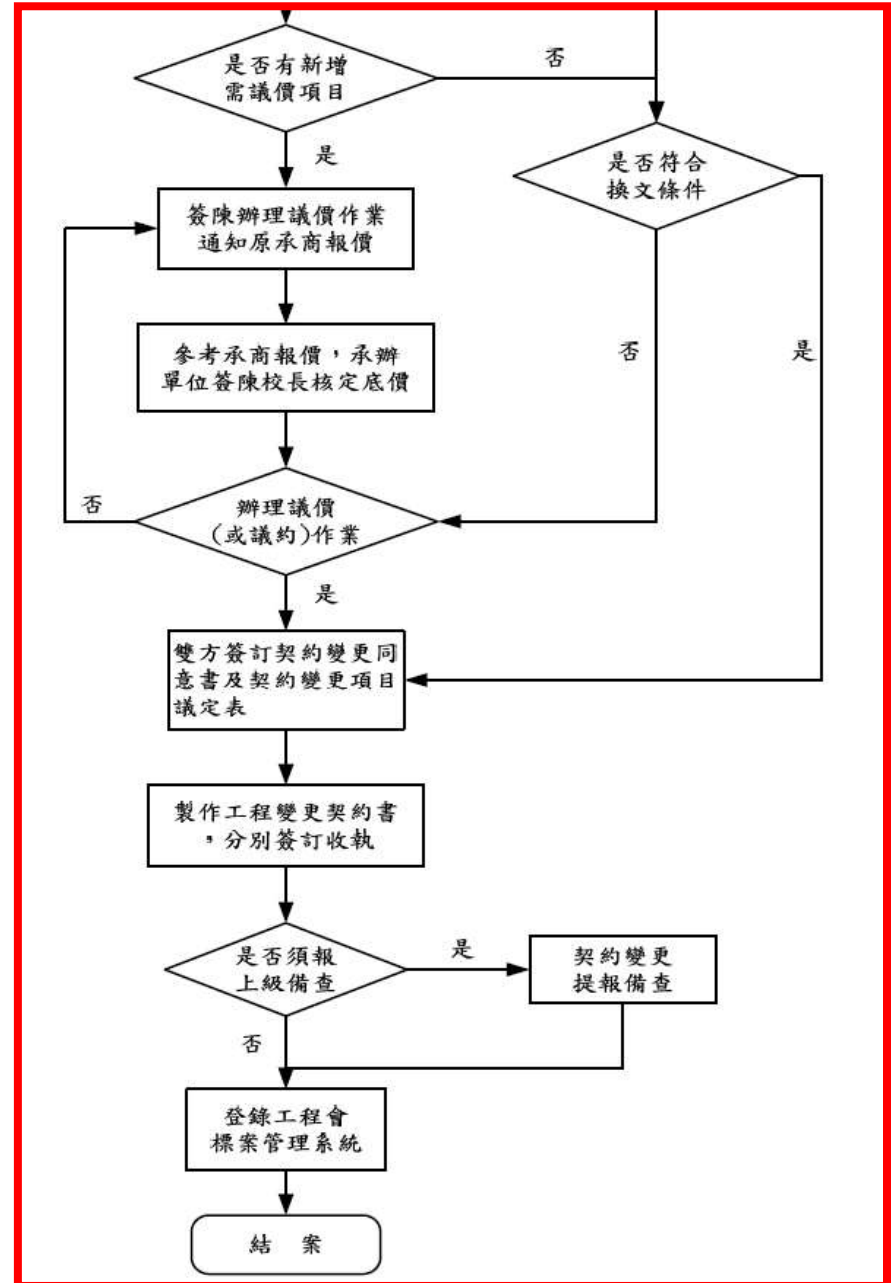 是否有新增
需議價項目
否
是
是否符合
換文條件
簽陳辦理議價作業
通知原承商報價
參考承商報價，承辦
單位簽陳校長核定底價
否
是
辦理議價
(或議約)作業
否
是
雙方簽訂契約變更同
意書及契約變更項目
議定表
製作工程變更契約書
，分別簽訂收執
是否須報
上級備查
是
契約變更
提報備查
否
登錄工程會
標案管理系統
結 案